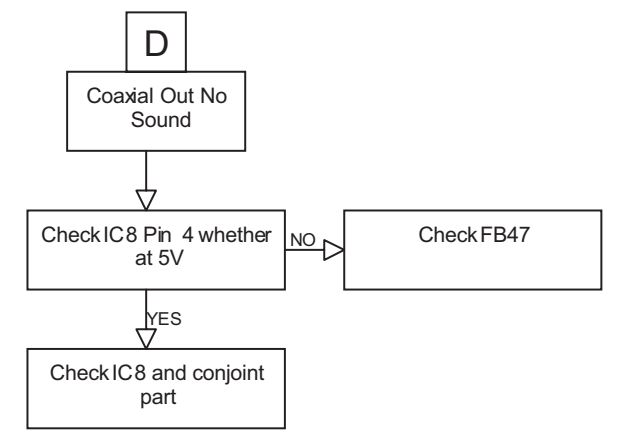 D
Coaxial Out No
Sound
Check IC8 Pin 4 whether
at 5V
NO
Check FB47
YES
Check IC8 and conjoint
part